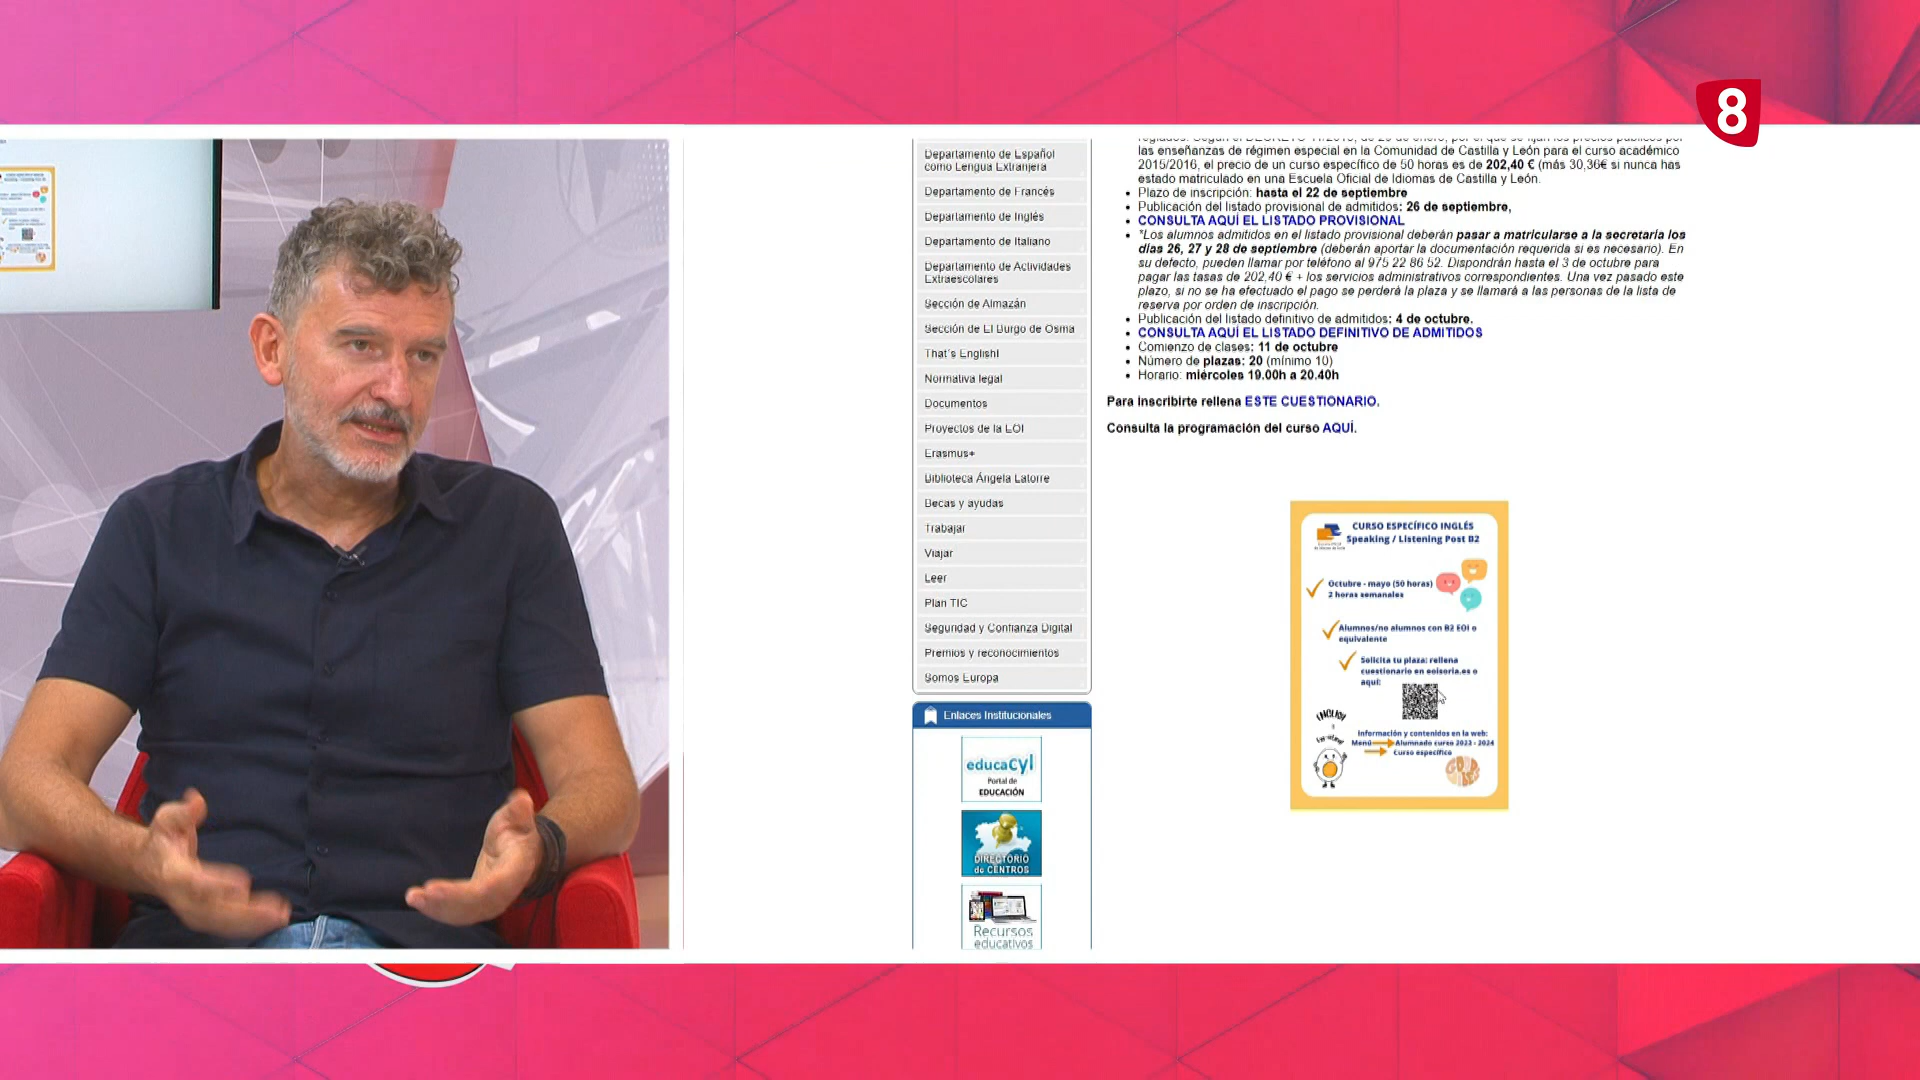 8
Departamento de Español
como Lengua Extranjera
Departamento de Francés
Departamento de Inglés
Departamento de Italiano
Departamento de Actividades
Extraescolares
Sección de Almazán
Sección de El Burgo de Osma
That´s English!
Normativa legal
Documentos
Proyectos de la EOI
Erasmus+
Biblioteca Ángela Latorre
Becas y ayudas
Trabajar
Viajar
Leer
Plan TIC
Seguridad y Confianza Digital
Premios y reconocimientos
Somos Europa
Enlaces Institucionales
educacyl
Portal de
EDUCACIÓN
DIRECTORIO
de CENTROS
Recursos
educativos
las enseñanzas de régimen especial en la Comunidad de Castilla y León para el curso académico
2015/2016, el precio de un curso específico de 50 horas es de 202,40 € (más 30,36€ si nunca has
estado matriculado en una Escuela Oficial de Idiomas de Castilla y León.
Plazo de inscripción: hasta el 22 de septiembre
Publicación del listado provisional de admitidos: 26 de septiembre,
CONSULTA AQUÍ EL LISTADO PROVISIONAL
*Los alumnos admitidos en el listado provisional deberán pasar a matricularse a la secretaría los
días 26, 27 y 28 de septiembre (deberán aportar la documentación requerida si es necesario). En
su defecto, pueden llamar por teléfono al 975 22 86 52. Dispondrán hasta el 3 de octubre para
pagar las tasas de 202,40 € + los servicios administrativos correspondientes. Una vez pasado este
plazo, si no se ha efectuado el pago se perderá la plaza y se llamará a las personas de la lista de
reserva por orden de inscripción.
Publicación del listado definitivo de admitidos: 4 de octubre.
CONSULTA AQUÍ EL LISTADO DEFINITIVO DE ADMITIDOS
Comienzo de clases: 11 de octubre
Número de plazas: 20 (mínimo 10)
Horario: miércoles 19.00h a 20.40h
Para inscribirte rellena ESTE CUESTIONARIO.
Consulta la programación del curso AQUÍ.
CURSO ESPECÍFICO INGLÉS
Speaking / Listening Post B2
Octubre - mayo (50 horas)
2 horas semanales
Alumnos/no alumnos con B2 EOI o
equivalente
Solicita tu plaza: rellena
cuestionario en eoisoria.es o
aquí:
ENGLISH
Información y contenidos en la web:
Menú Alumnado curso 2023 - 2024
Curso específico